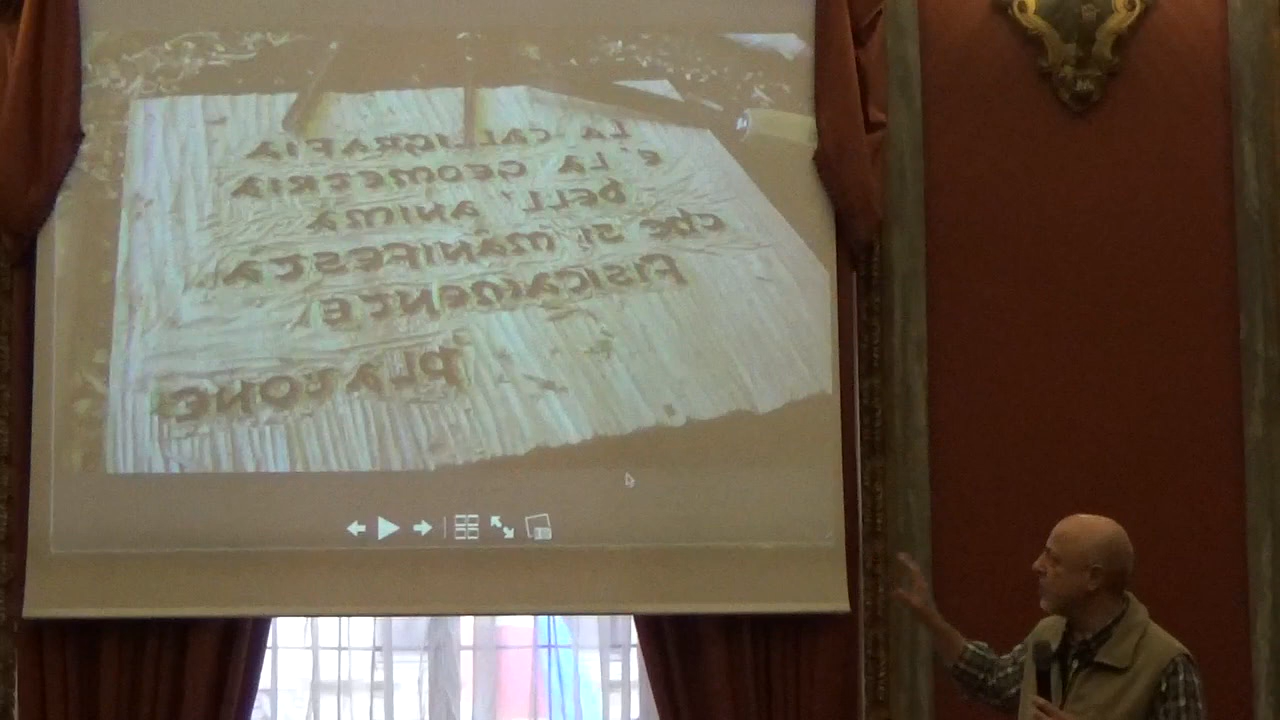 LA CALLIGRAFIA
E' LA GEOMETRIA
DELL' ANIMA
CHE SI MANIFESTA
FISICAMENTE
PLATONE